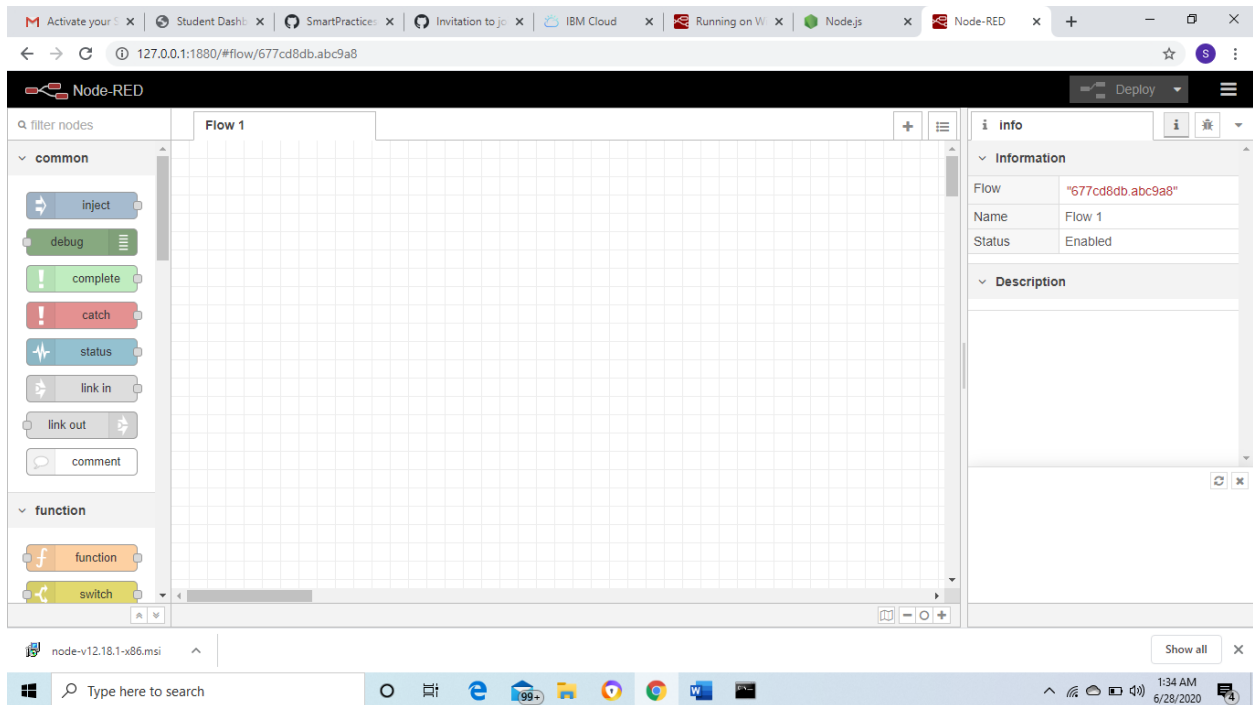 Activate your S
Student Dashb
SmartPractices
Invitation to jo
IBM Cloud
Running on Wi
Node.js
Node-RED
127.0.0.1:1880/#flow/677cd8db.abc9a8
S
Node-RED
Deploy
filter nodes
Flow 1
i info
i
common
inject
debug
complete
catch
status
link in
link out
comment
function
function
switch
Information
Flow "677cd8db.abc9a8"
Name Flow 1
Status Enabled
Description
node-v12.18.1-x86.msi
Show all
Type here to search
99+
1:34 AM
6/28/2020
4